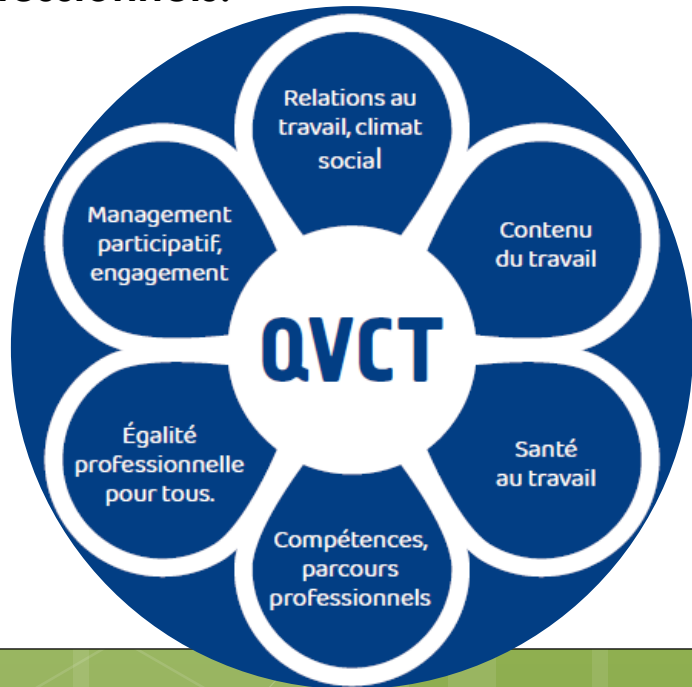 Relations au
travail, climat
social
Contenu
du travail
Santé
au travail
Compétences,
parcours
professionnels
Égalité
professionnelle
pour tous.
Management
participatif,
engagement
QVCT